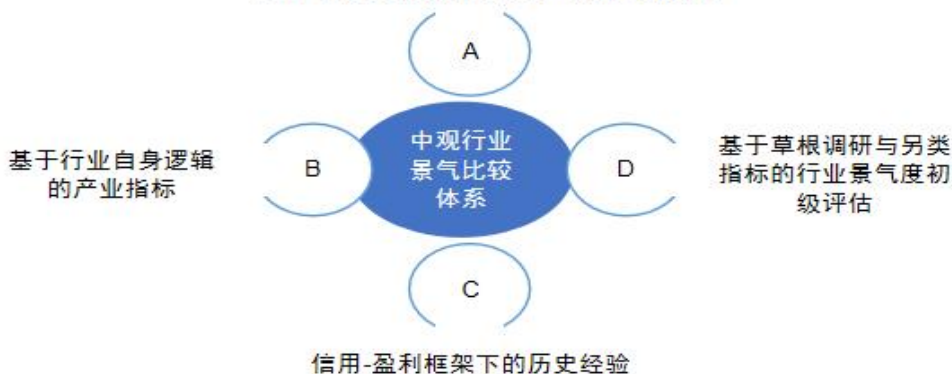 A
中观行业
景气比较
体系
B
基于行业自身逻辑
的产业指标
D
基于草根调研与另类
指标的行业景气度初
级评估
C
信用-盈利框架下的历史经验